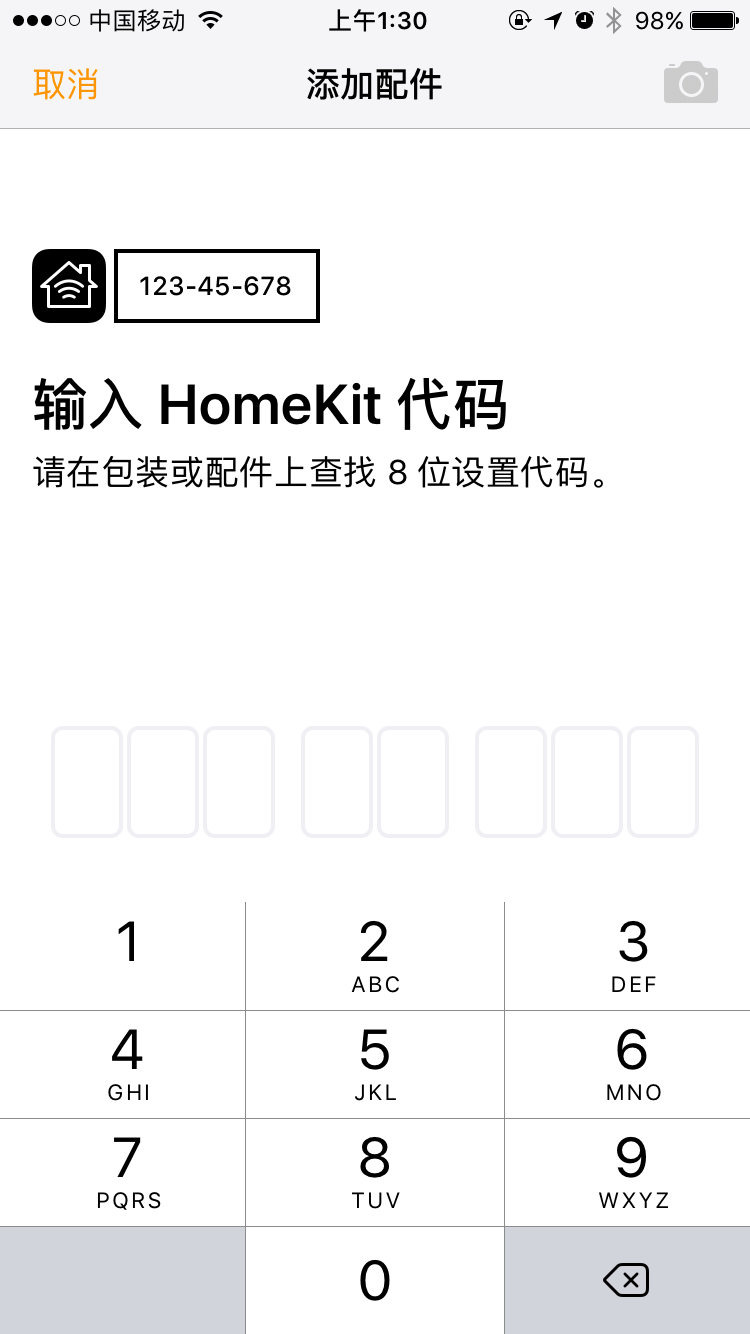 中国移动 上午1:30 98%
取消 添加配件
123-45-678
输入 HomeKit 代码
请在包装或配件上查找 8 位设置代码。
1 2 3
ABC DEF
4 5 6
GHI JKL MNO
7 8 9
PQRS TUV WXYZ
0